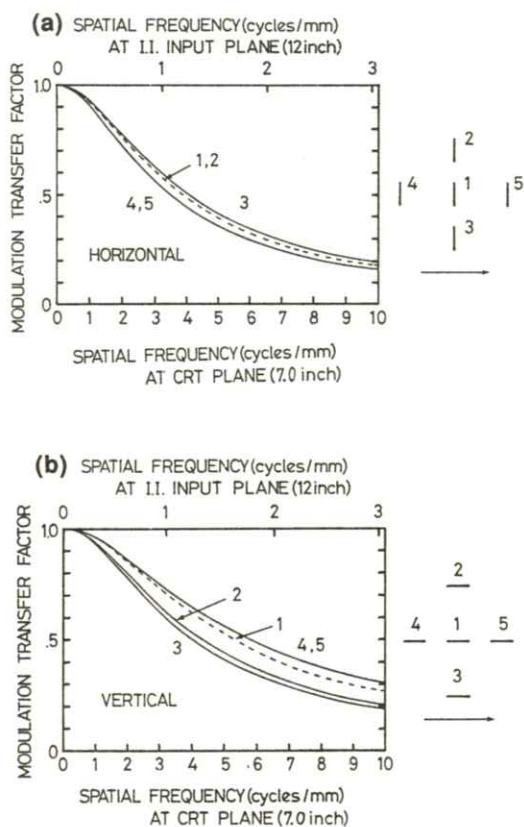 (a) SPATIAL FREQUENCY(cycles/mm)
AT I.I. INPUT PLANE(12inch)
0 1 2 3
MODULATION TRANSFER FACTOR
1.0
.5
0
1,2
3
4,5
HORIZONTAL
2
4 1 5
3
0 1 2 3 4 5 6 7 8 9 10
SPATIAL FREQUENCY(cycles/mm)
AT CRT PLANE(7.0 inch)
(b) SPATIAL FREQUENCY(cycles/mm)
AT I.I. INPUT PLANE(12inch)
0 1 2 3
MODULATION TRANSFER FACTOR
1.0
.5
0
2
1
3
4,5
VERTICAL
2
4 1 5
3
0 1 2 3 4 5 .6 7 8 9 10
SPATIAL FREQUENCY(cycles/mm)
AT CRT PLANE(7.0 inch)